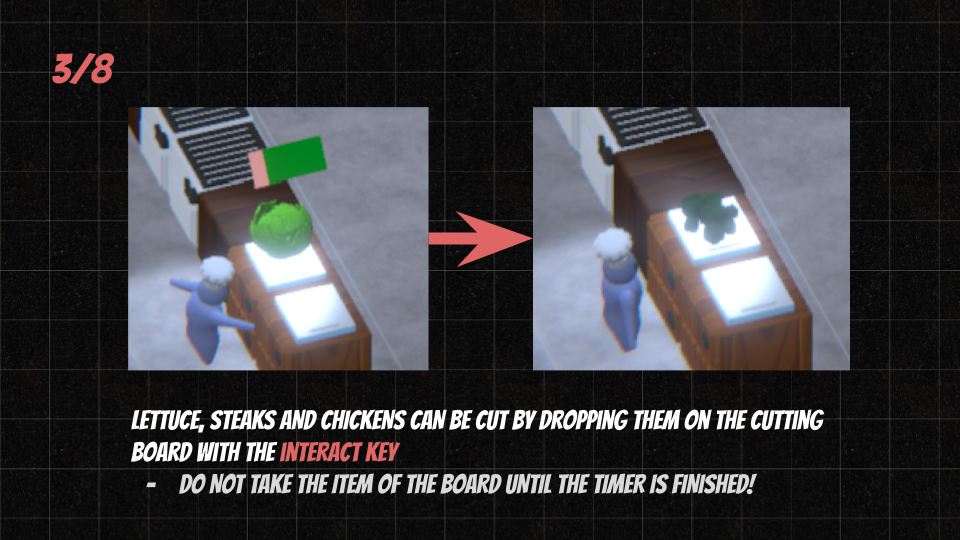 3/8
LETTUCE, STEAKS AND CHICKENS CAN BE CUT BY DROPPING THEM ON THE CUTTING
BOARD WITH THE INTERACT KEY
- DO NOT TAKE THE ITEM OF THE BOARD UNTIL THE TIMER IS FINISHED!